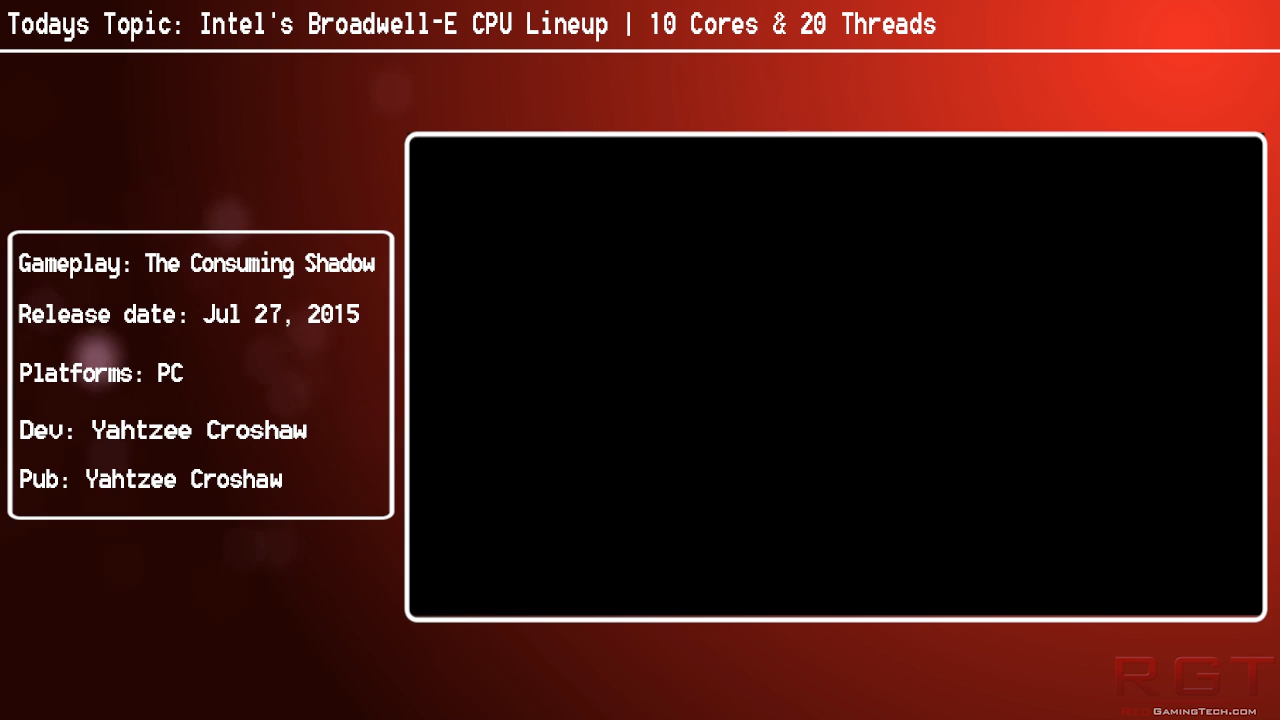 Todays Topic: Intel's Broadwell-E CPU Lineup | 10 Cores & 20 Threads
Gameplay: The Consuming Shadow
Release date: Jul 27, 2015
Platforms: PC
Dev: Yahtzee Croshaw
Pub: Yahtzee Croshaw
RGT
RedGamingTech.com